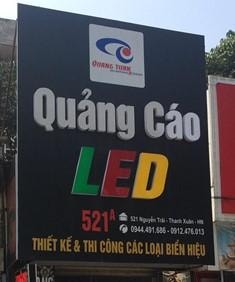 QUANG TUẤN
Quảng Cáo
LED
521A
521 Nguyễn Trãi - Thanh Xuân - HN
0944.491.686 - 0912.476.013
THIẾT KẾ & THI CÔNG CÁC LOẠI BIỂN HIỆU